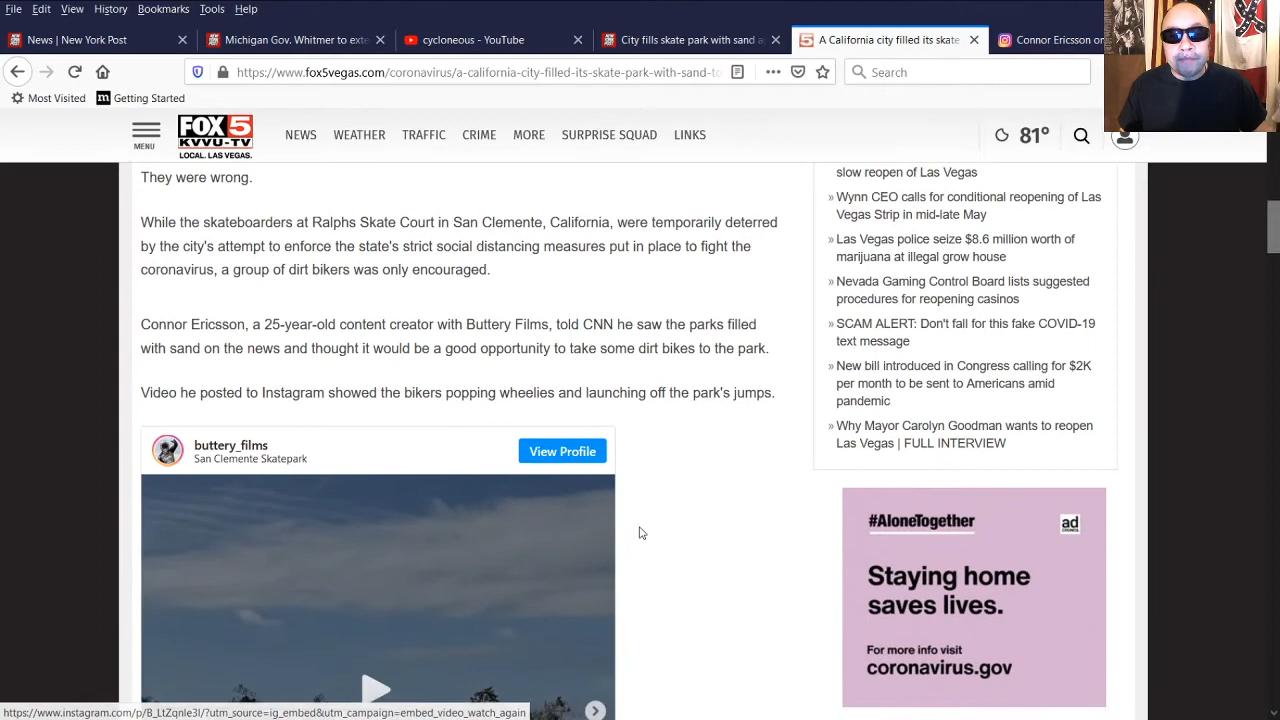 File Edit View History Bookmarks Tools Help
News | New York Post
Michigan Gov. Whitmer to exte
cycloneous - YouTube
City fills skate park with sand a
A California city filled its skate
Connor Ericsson on
https://www.fox5vegas.com/coronavirus/a-california-city-filled-its-skate-park-with-sand-to
Search
Most Visited
Getting Started
MENU
FOX 5
KVVU-TV
LOCAL. LAS VEGAS.
NEWS WEATHER TRAFFIC CRIME MORE SURPRISE SQUAD LINKS
81°
They were wrong.
While the skateboarders at Ralphs Skate Court in San Clemente, California, were temporarily deterred
by the city's attempt to enforce the state's strict social distancing measures put in place to fight the
coronavirus, a group of dirt bikers was only encouraged.
Connor Ericsson, a 25-year-old content creator with Buttery Films, told CNN he saw the parks filled
with sand on the news and thought it would be a good opportunity to take some dirt bikes to the park.
Video he posted to Instagram showed the bikers popping wheelies and launching off the park's jumps.
buttery_films
San Clemente Skatepark
View Profile
slow reopen of Las Vegas
» Wynn CEO calls for conditional reopening of Las
Vegas Strip in mid-late May
» Las Vegas police seize $8.6 million worth of
marijuana at illegal grow house
» Nevada Gaming Control Board lists suggested
procedures for reopening casinos
» SCAM ALERT: Don't fall for this fake COVID-19
text message
» New bill introduced in Congress calling for $2K
per month to be sent to Americans amid
pandemic
» Why Mayor Carolyn Goodman wants to reopen
Las Vegas | FULL INTERVIEW
#AloneTogether
ad
COUNCIL
Staying home
saves lives.
For more info visit
coronavirus.gov
https://www.instagram.com/p/B_LtZqnle3I/?utm_source=ig_embed&utm_campaign=embed_video_watch_again